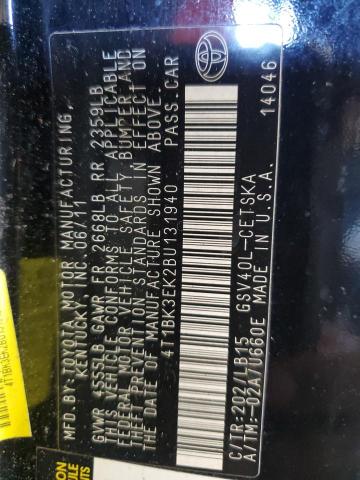 MFD.BY:TOYOTA MOTOR MANUFACTURING,
KENTUCKY, INC. 06/11
GVWR 4555LB GAWR FR 2668LB RR 2359LB
THIS VEHICLE CONFORMS TO ALL APPLICABLE
FEDERAL MOTOR VEHICLE SAFETY BUMPER, AND
THEFT PREVENTION STANDARDS IN EFFECT ON
THE DATE OF MANUFACTURE SHOWN ABOVE.
4T1BK3EK2BU131940 PASS.CAR
C/TR:202/LB15 GSV40L-CETSKA
A/TM:-02A/U660E MADE IN U.S.A.
14046
ION